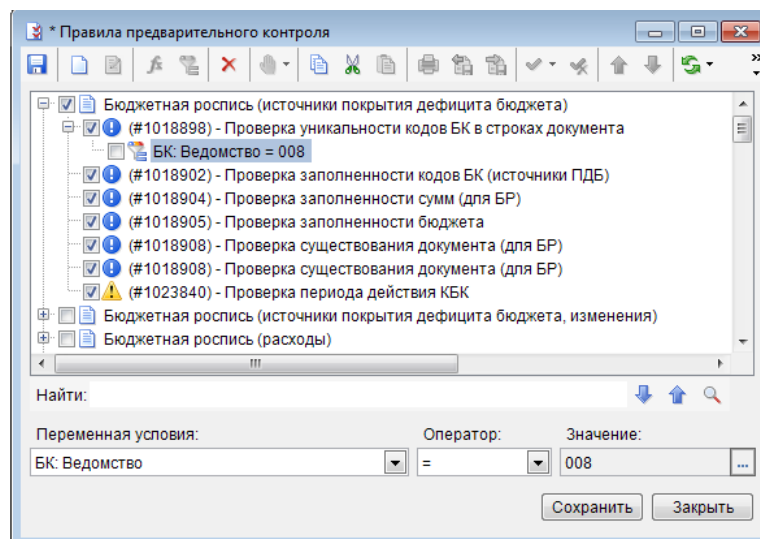 * Правила предварительного контроля
Бюджетная роспись (источники покрытия дефицита бюджета)
(#1018898) - Проверка уникальности кодов БК в строках документа
БК: Ведомство = 008
(#1018902) - Проверка заполненности кодов БК (источники ПДБ)
(#1018904) - Проверка заполненности сумм (для БР)
(#1018905) - Проверка заполненности бюджета
(#1018908) - Проверка существования документа (для БР)
(#1018908) - Проверка существования документа (для БР)
(#1023840) - Проверка периода действия КБК
Бюджетная роспись (источники покрытия дефицита бюджета, изменения)
Бюджетная роспись (расходы)
Найти:
Переменная условия: Оператор: Значение:
БК: Ведомство = 008 ...
Сохранить Закрыть